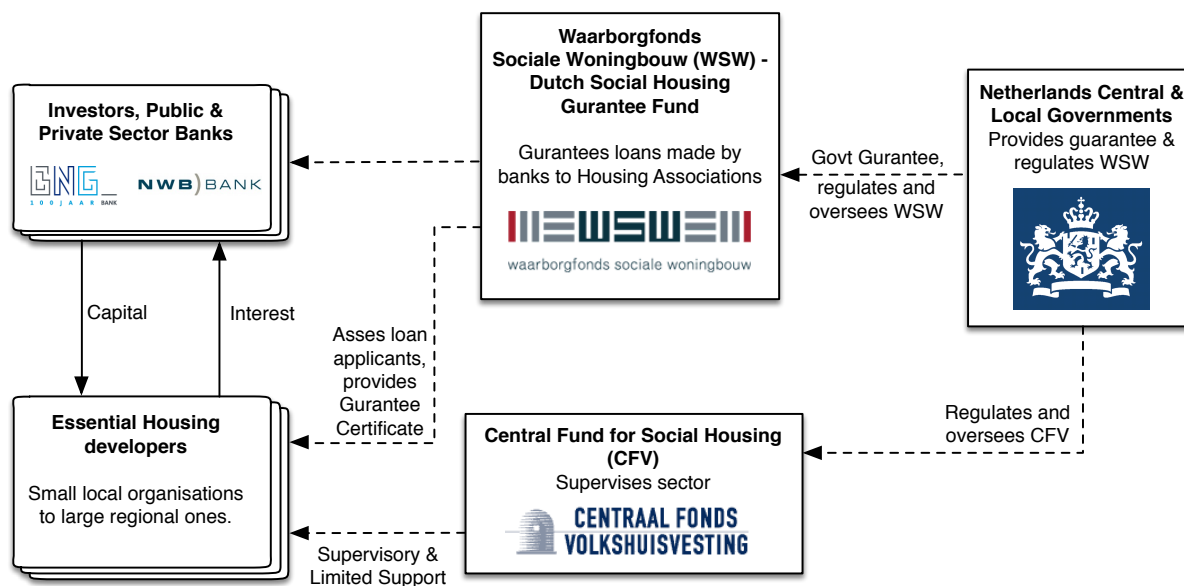 Waarborgfonds
Sociale Woningbouw (WSW) -
Dutch Social Housing
Gurantee Fund
Gurantees loans made by
banks to Housing Associations
WSW
waarborgfonds sociale woningbouw
Investors, Public &
Private Sector Banks
BNG
100JAAR BANK
NWB)BANK
Netherlands Central &
Local Governments
Provides guarantee &
regulates WSW
Govt Gurantee,
regulates and
oversees WSW
Capital
Interest
Asses loan
applicants,
provides
Gurantee
Certificate
Essential Housing
developers
Small local organisations
to large regional ones.
Central Fund for Social Housing
(CFV)
Supervises sector
CENTRAAL FONDS
VOLKSHUISVESTING
Regulates and
oversees CFV
Supervisory &
Limited Support